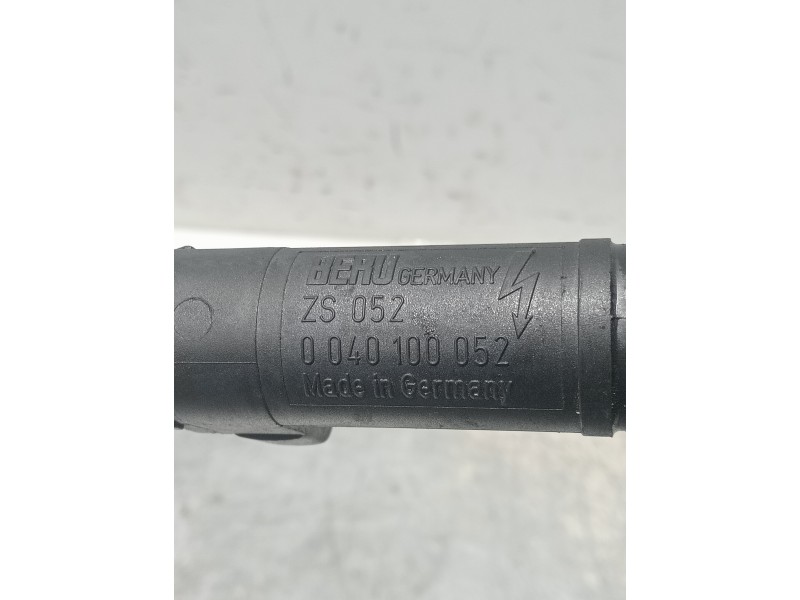 BERU GERMANY
ZS 052
0 040 100 052
Made in Germany